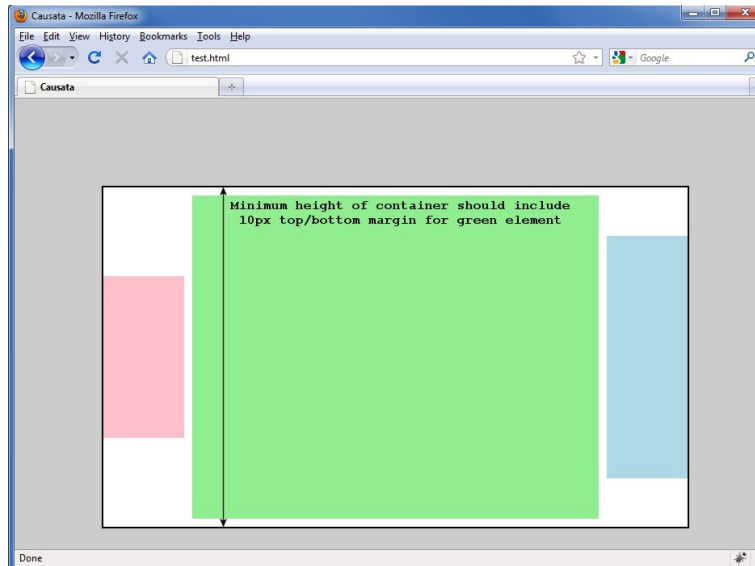 Causata - Mozilla Firefox
File Edit View History Bookmarks Tools Help
test.html
Google
Causata
Minimum height of container should include
10px top/bottom margin for green element
Done